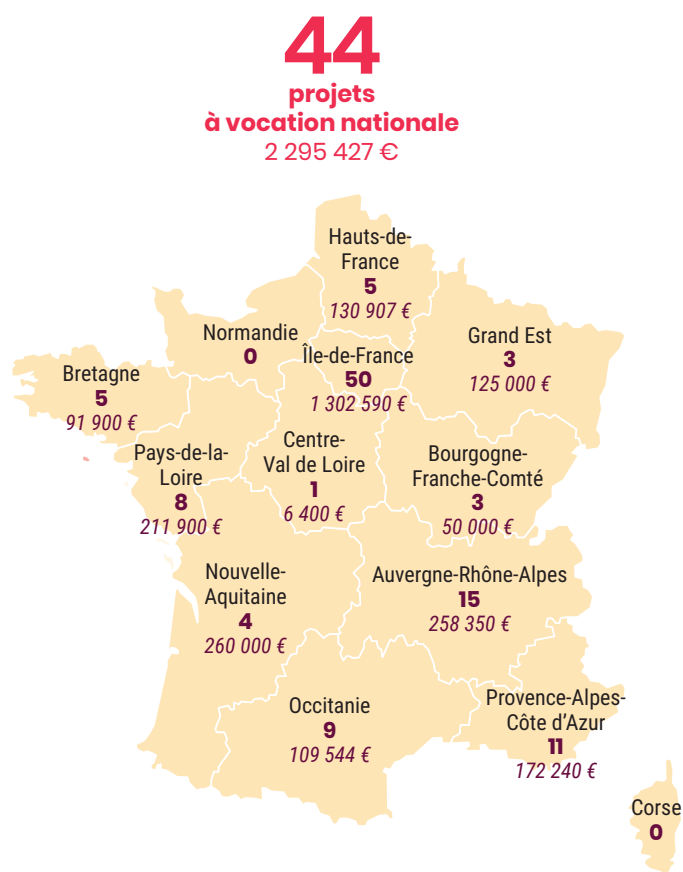 44
projets
à vocation nationale
2 295 427 €
Hauts-de-
France
5
130 907 €
Normandie
0
Île-de-France
50
1 302 590 €
Grand Est
3
125 000 €
Bretagne
5
91 900 €
Pays-de-la-
Loire
8
211 900 €
Centre-
Val de Loire
1
6 400 €
Bourgogne-
Franche-Comté
3
50 000 €
Nouvelle-
Aquitaine
4
260 000 €
Auvergne-Rhône-Alpes
15
258 350 €
Occitanie
9
109 544 €
Provence-Alpes-
Côte d’Azur
11
172 240 €
Corse
0